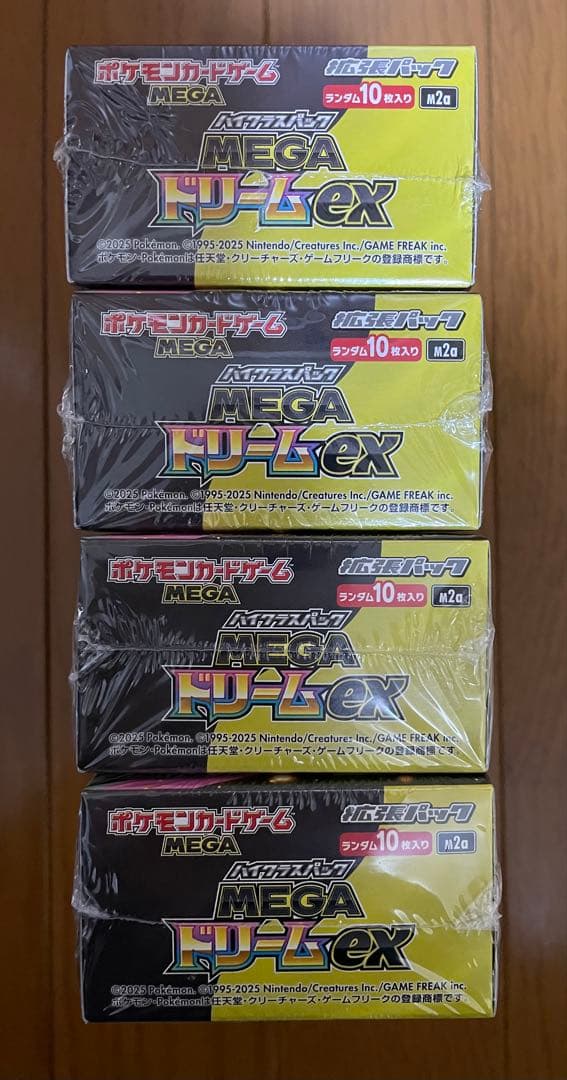 ポケモンカードゲーム
MEGA
拡張パック
ランダム10枚入り M2a
ハイクラスパック
MEGA
ドリームex
©2025 Pokémon. ©1995-2025 Nintendo/Creatures Inc./GAME FREAK inc.
ポケモン・Pokémonは任天堂・クリーチャーズ・ゲームフリークの登録商標です。
ポケモンカードゲーム
MEGA
拡張パック
ランダム10枚入り M2a
ハイクラスパック
MEGA
ドリームex
©2025 Pokémon. ©1995-2025 Nintendo/Creatures Inc./GAME FREAK inc.
ポケモン・Pokémonは任天堂・クリーチャーズ・ゲームフリークの登録商標です。
ポケモンカードゲーム
MEGA
拡張パック
ランダム10枚入り M2a
ハイクラスパック
MEGA
ドリームex
©2025 Pokémon. ©1995-2025 Nintendo/Creatures Inc./GAME FREAK inc.
ポケモン・Pokémonは任天堂・クリーチャーズ・ゲームフリークの登録商標です。
ポケモンカードゲーム
MEGA
拡張パック
ランダム10枚入り M2a
ハイクラスパック
MEGA
ドリームex
©2025 Pokémon. ©1995-2025 Nintendo/Creatures Inc./GAME FREAK inc.
ポケモン・Pokémonは任天堂・クリーチャーズ・ゲームフリークの登録商標です。